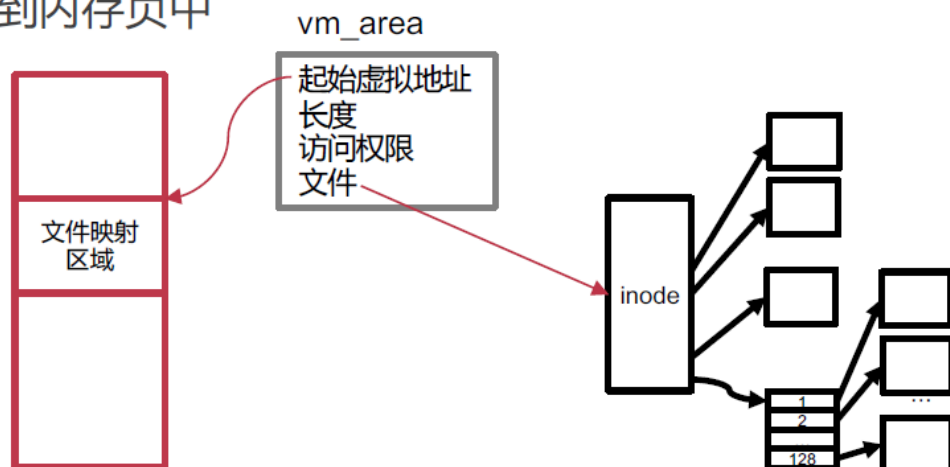 到内存页中
vm_area
起始虚拟地址
长度
访问权限
文件
文件映射
区域
inode
1
2
...
128
...